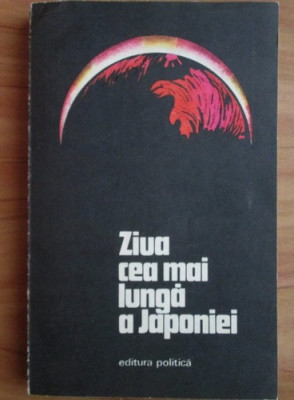 Ziua
cea mai
lungă
a Japoniei
editura politică